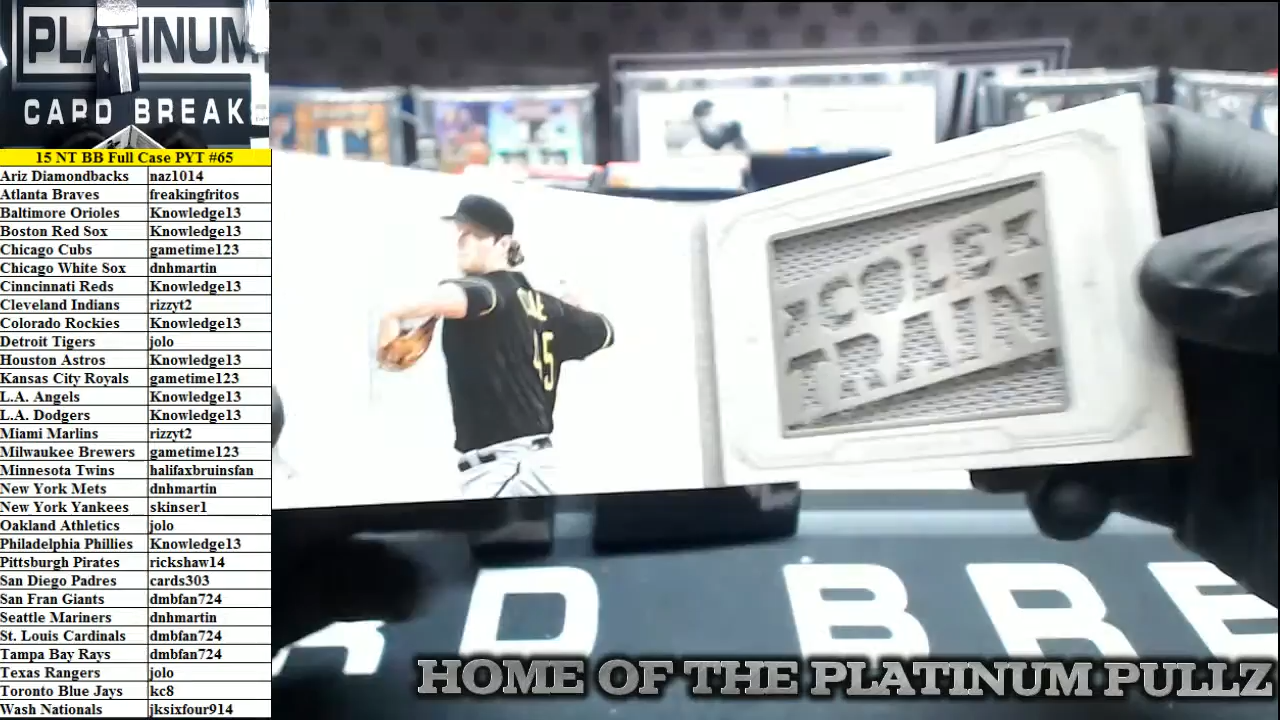 PLATINUM
CARD BREAK
15 NT BB Full Case PYT #65
Ariz Diamondbacks naz1014
Atlanta Braves freakingfritos
Baltimore Orioles Knowledge13
Boston Red Sox Knowledge13
Chicago Cubs gametime123
Chicago White Sox dnhmartin
Cinncinnati Reds Knowledge13
Cleveland Indians rizzyt2
Colorado Rockies Knowledge13
Detroit Tigers jolo
Houston Astros Knowledge13
Kansas City Royals gametime123
L.A. Angels Knowledge13
L.A. Dodgers Knowledge13
Miami Marlins rizzyt2
Milwaukee Brewers gametime123
Minnesota Twins halifaxbruinsfan
New York Mets dnhmartin
New York Yankees skinser1
Oakland Athletics jolo
Philadelphia Phillies Knowledge13
Pittsburgh Pirates rickshaw14
San Diego Padres cards303
San Fran Giants dmbfan724
Seattle Mariners dnhmartin
St. Louis Cardinals dmbfan724
Tampa Bay Rays dmbfan724
Texas Rangers jolo
Toronto Blue Jays kc8
Wash Nationals jksixfour914
COLE
45
COLE
TRAIN
RD BRE
HOME OF THE PLATINUM PULLZ